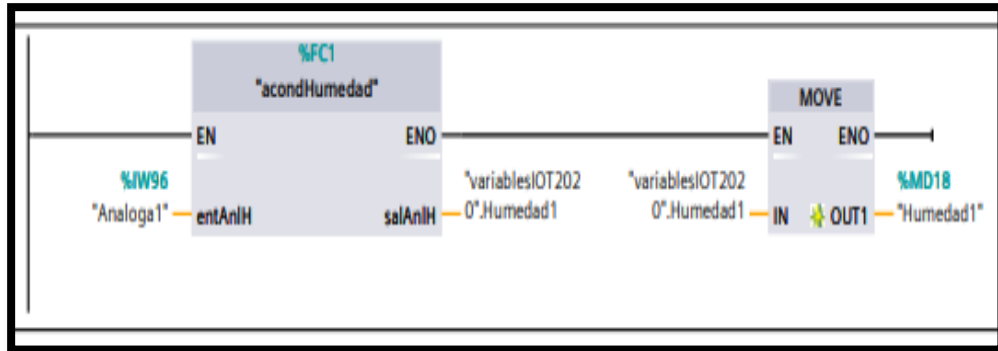 %FC1
"acondHumedad"
MOVE
EN
ENO
EN
ENO
%IW96
"variablesIOT202
"variablesIOT202
%MD18
"Analoga1"
entAnlH
salAnlH
0".Humedad1
0".Humedad1
IN
OUT1
"Humedad1"